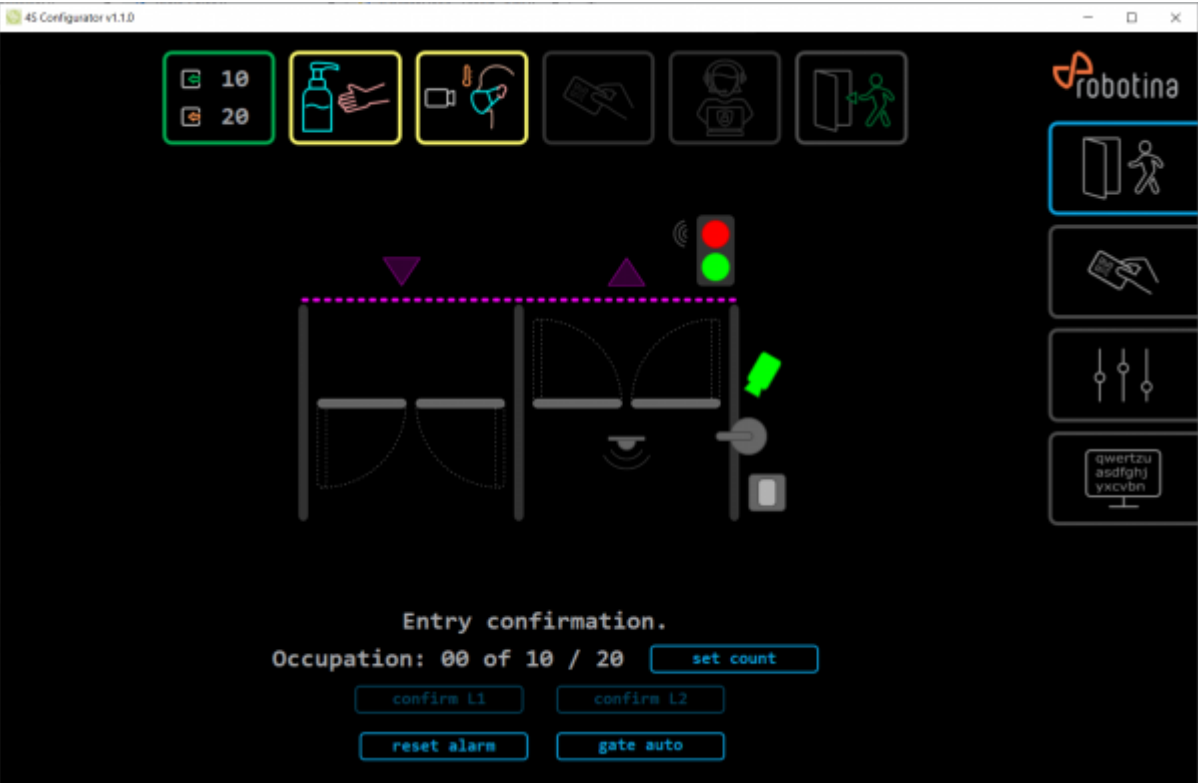 4S Configurator v1.1.0
10
20
robotina
qwertzu
asdfghj
yxcvbn
Entry confirmation.
Occupation: 00 of 10 / 20
set count
confirm L1
confirm L2
reset alarm
gate auto